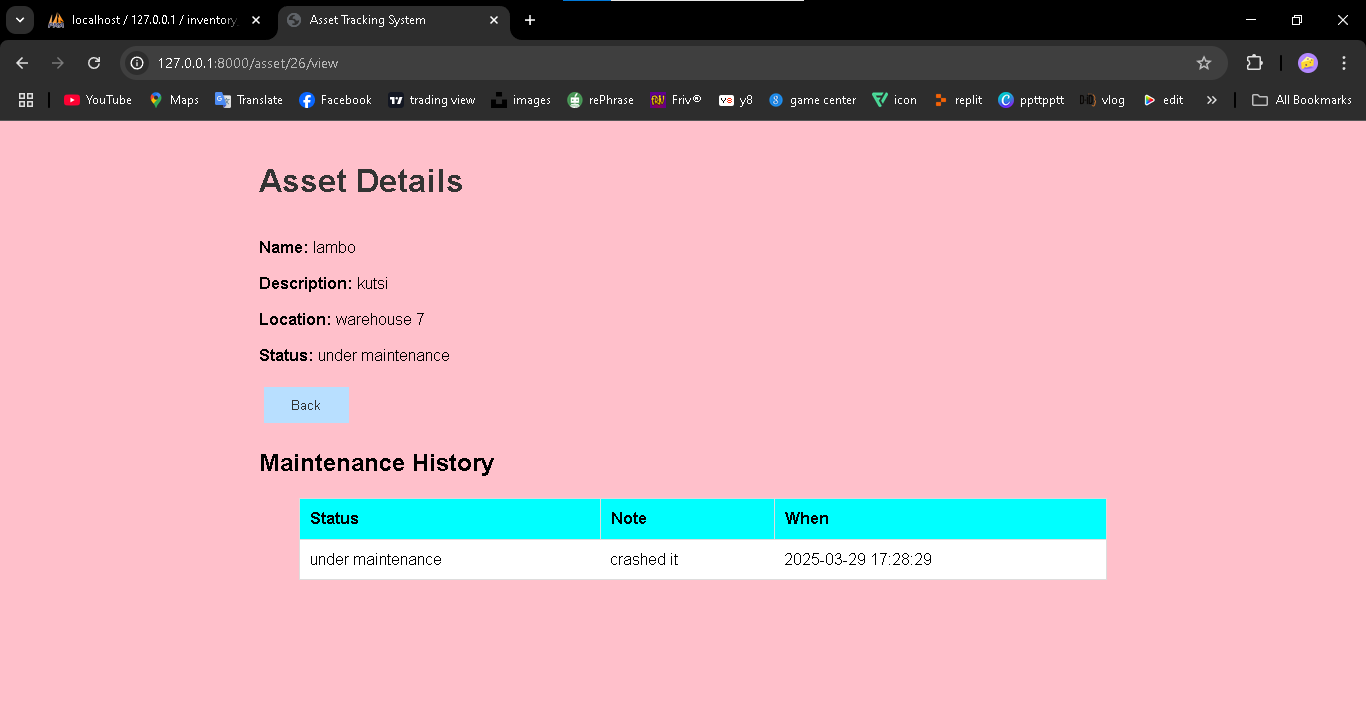 localhost / 127.0.0.1 / inventory
Asset Tracking System
127.0.0.1:8000/asset/26/view
YouTube Maps Translate Facebook trading view images rePhrase Friv® y8 game center icon replit ppttpptt vlog edit » All Bookmarks
Asset Details
Name: lambo
Description: kutsi
Location: warehouse 7
Status: under maintenance
Back
Maintenance History
Status Note When
under maintenance crashed it 2025-03-29 17:28:29